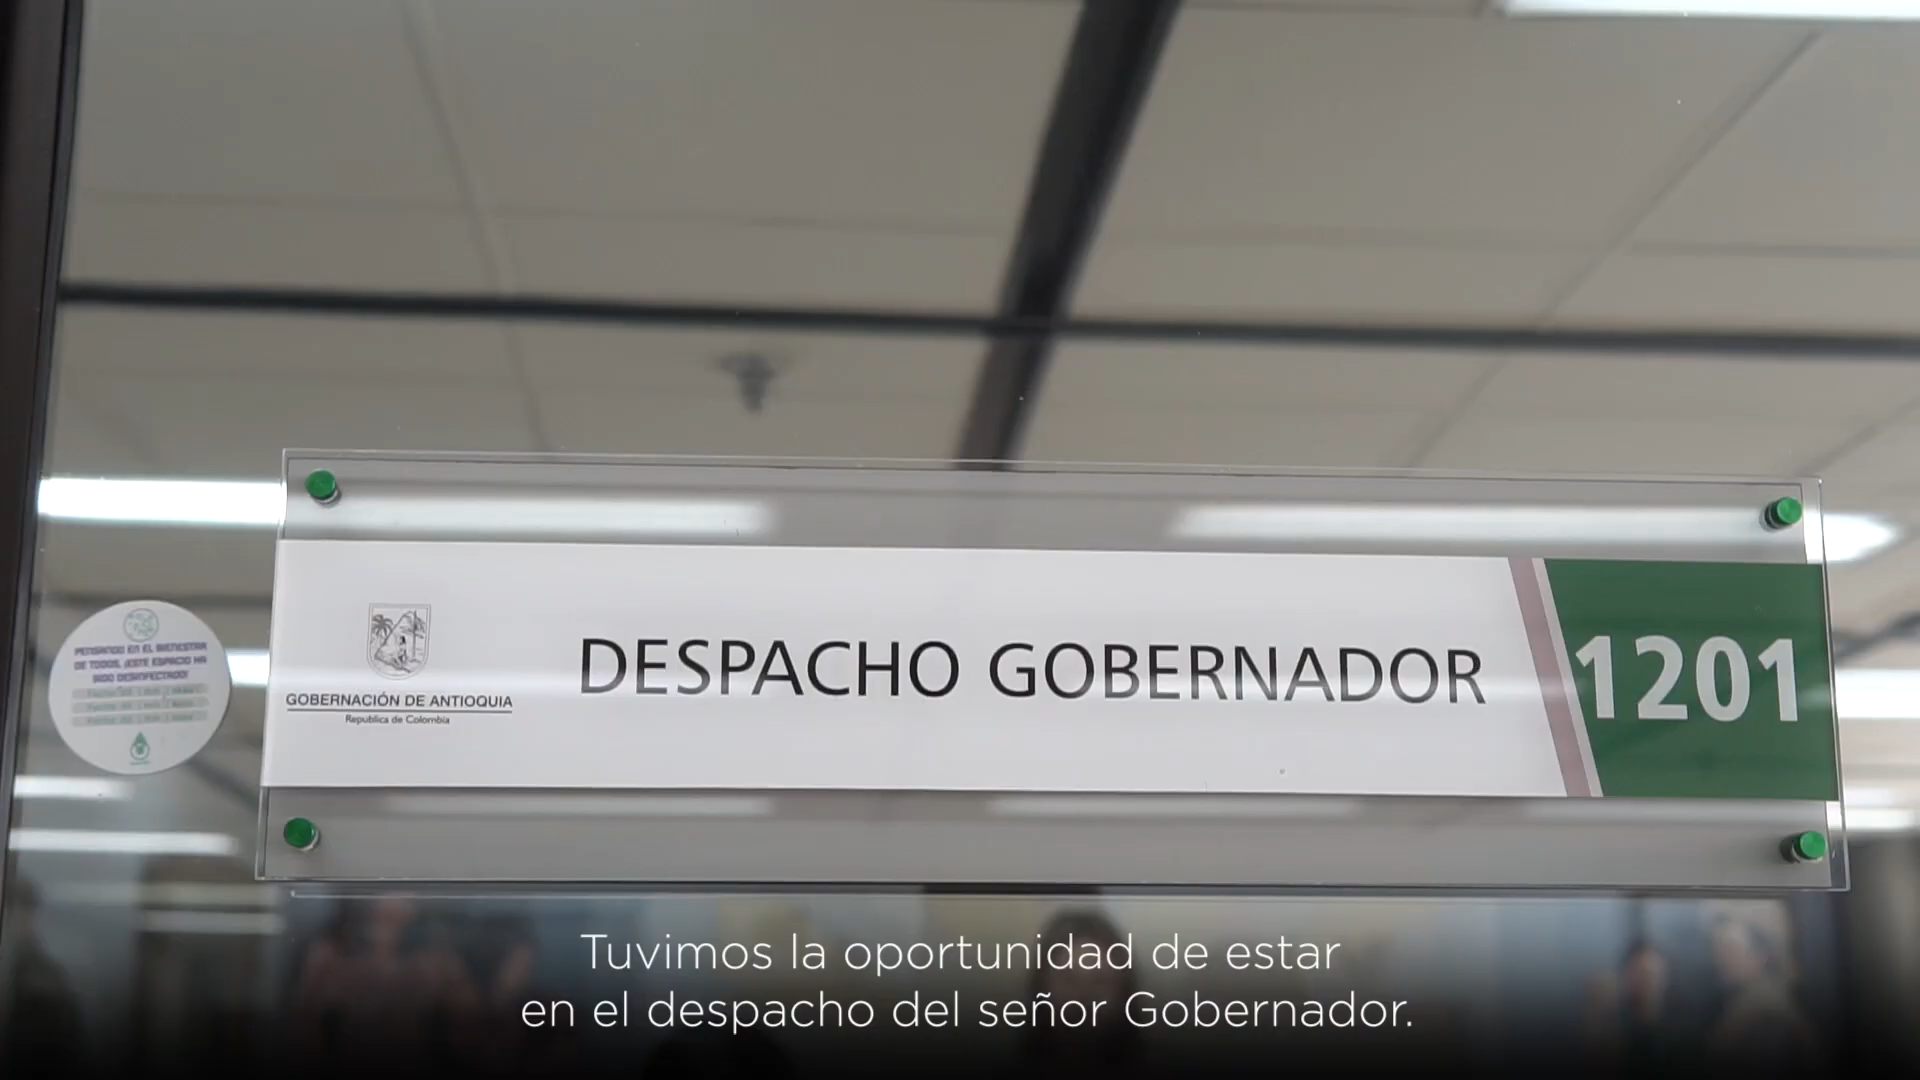 PENSANDO EN EL BIENESTAR
DE TODOS, ¡ESTE ESPACIO HA
SIDO DESINFECTADO!
GOBERNACIÓN DE ANTIOQUIA
República de Colombia
DESPACHO GOBERNADOR
1201
Tuvimos la oportunidad de estar
en el despacho del señor Gobernador.